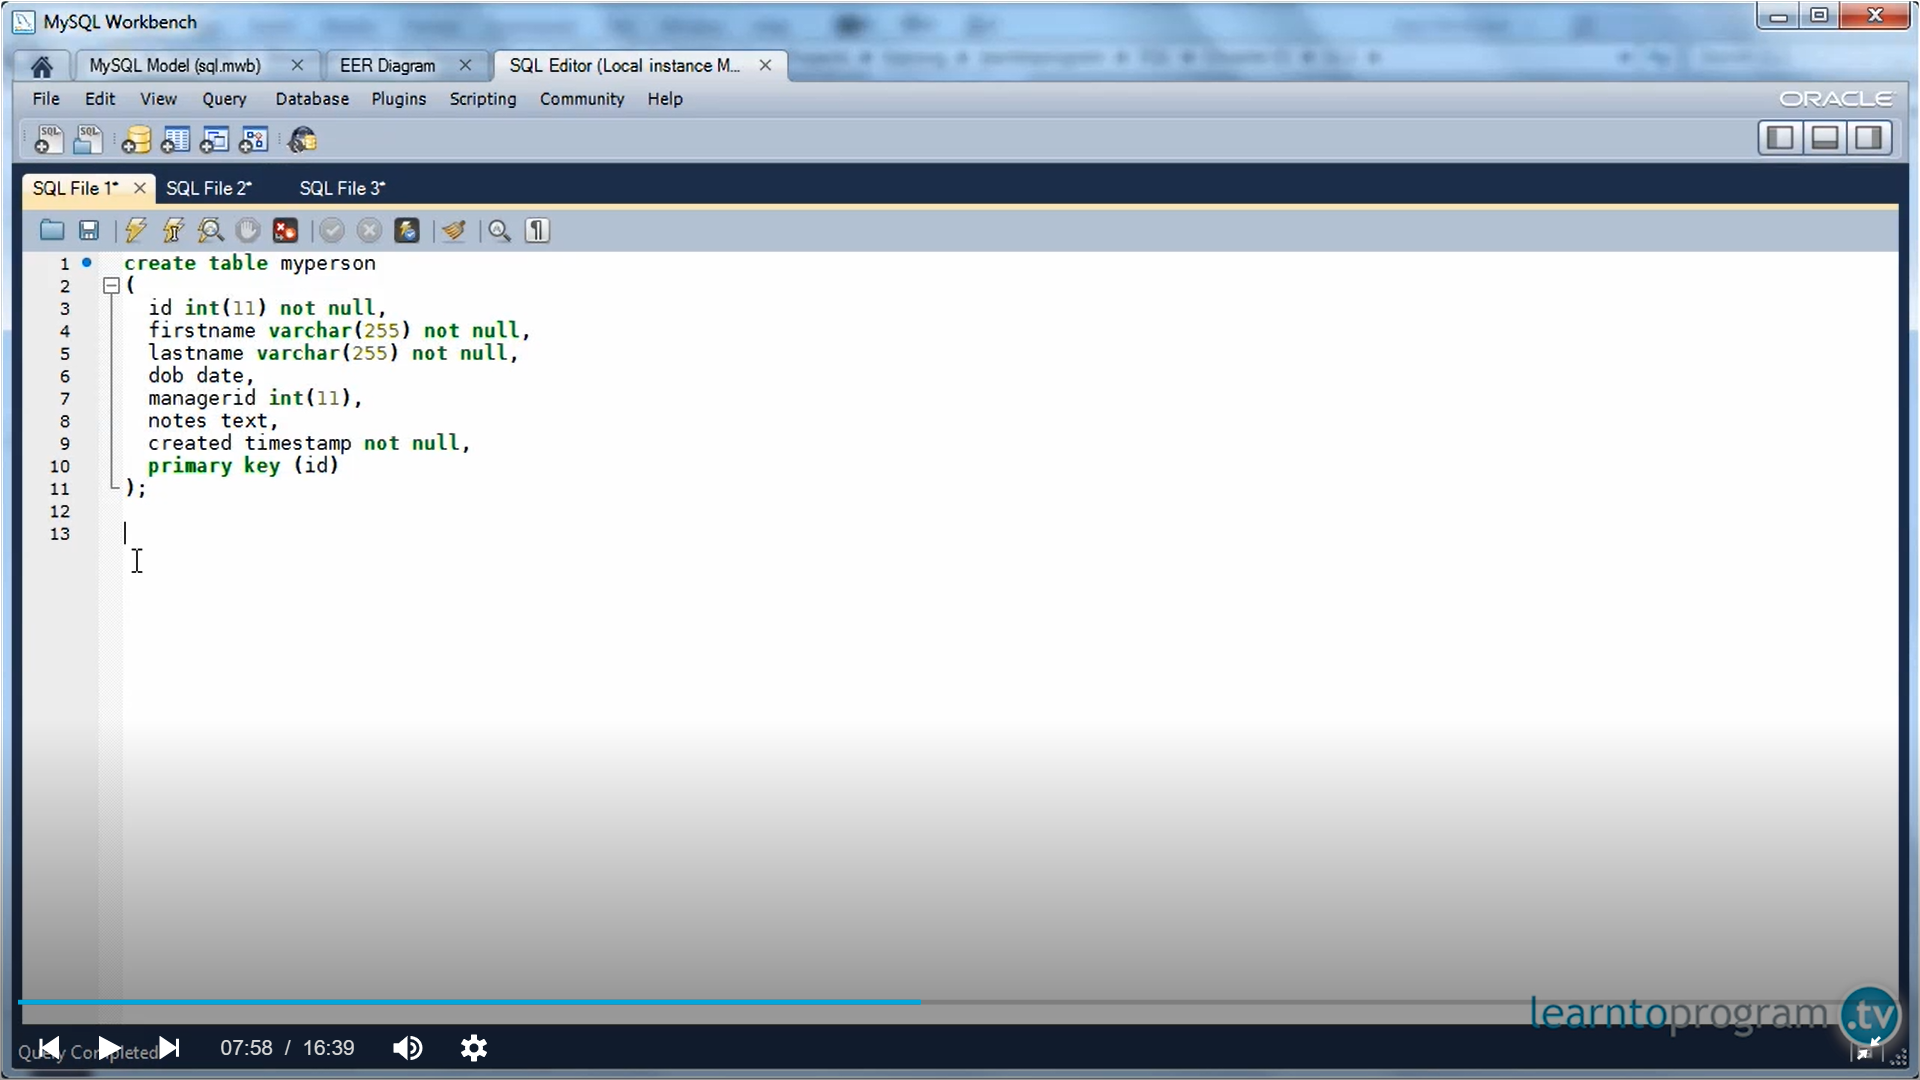 MySQL Workbench
MySQL Model (sql.mwb) EER Diagram SQL Editor (Local instance M...
File Edit View Query Database Plugins Scripting Community Help
ORACLE
SQL SQL
SQL File 1* SQL File 2* SQL File 3*
1 create table myperson
2 (
3 id int(11) not null,
4 firstname varchar(255) not null,
5 lastname varchar(255) not null,
6 dob date,
7 managerid int(11),
8 notes text,
9 created timestamp not null,
10 primary key (id)
11 );
12
13
learntoprogram.tv
Query Completed
07:58 / 16:39